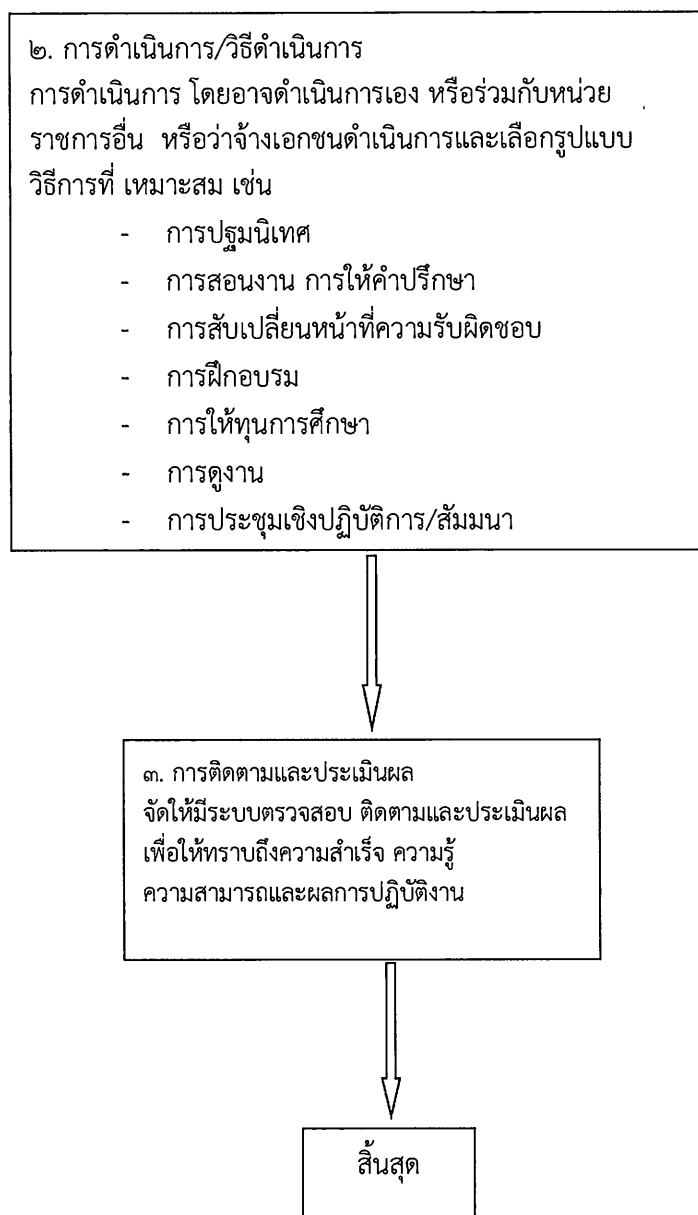 ๒. การดำเนินการ/วิธีดำเนินการ
การดำเนินการ โดยอาจดำเนินการเอง หรือร่วมกับหน่วย
ราชการอื่น หรือว่าจ้างเอกชนดำเนินการและเลือกรูปแบบ
วิธีการที่ เหมาะสม เช่น
- การปฐมนิเทศ
- การสอนงาน การให้คำปรึกษา
- การสับเปลี่ยนหน้าที่ความรับผิดชอบ
- การฝึกอบรม
- การให้ทุนการศึกษา
- การดูงาน
- การประชุมเชิงปฏิบัติการ/สัมมนา
๓. การติดตามและประเมินผล
จัดให้มีระบบตรวจสอบ ติดตามและประเมินผล
เพื่อให้ทราบถึงความสำเร็จ ความรู้
ความสามารถและผลการปฏิบัติงาน
สิ้นสุด